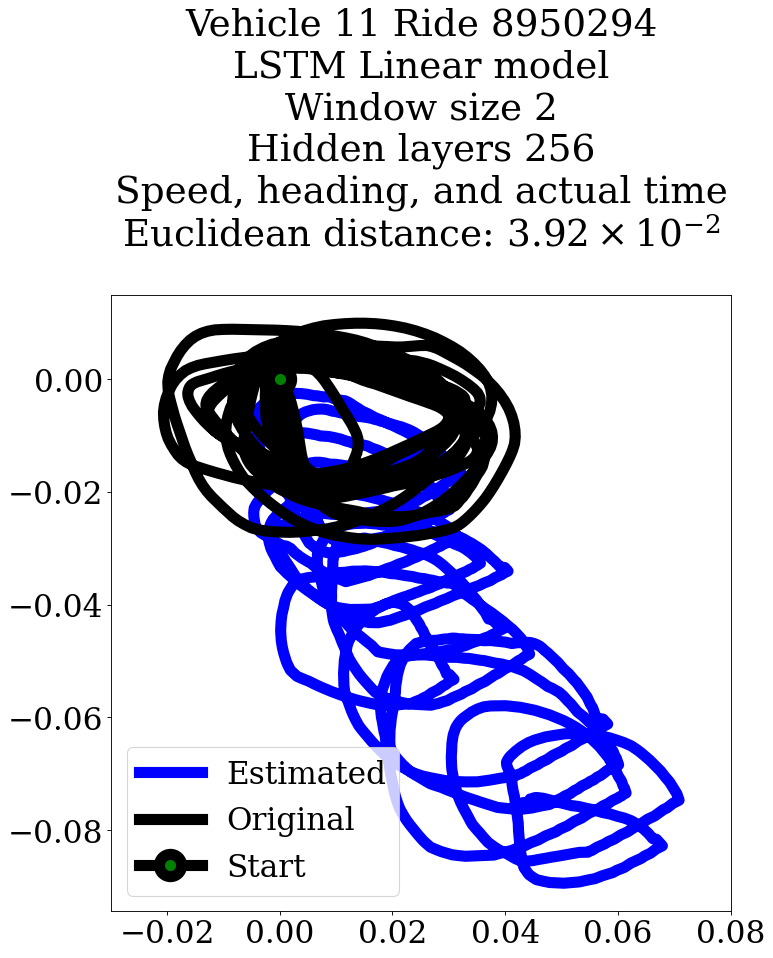 Vehicle 11 Ride 8950294
LSTM Linear model
Window size 2
Hidden layers 256
Speed, heading, and actual time
Euclidean distance: 3.92 × 10⁻²
0.00
−0.02
−0.04
−0.06
−0.08
Estimated
Original
Start
−0.02 0.00 0.02 0.04 0.06 0.08